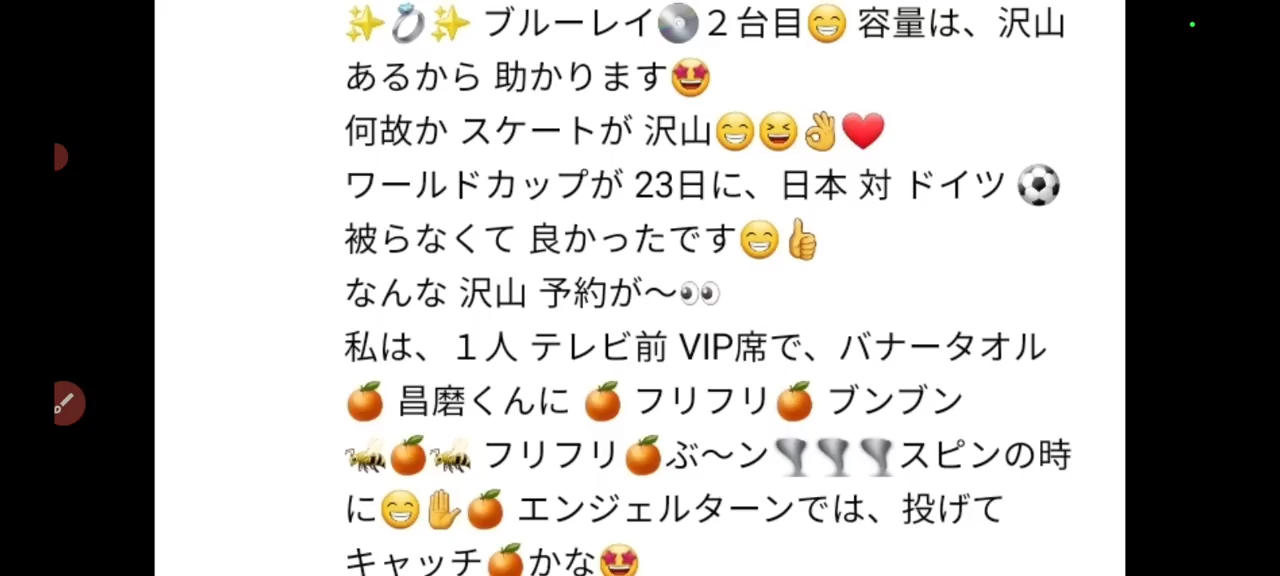 ✨💍✨ ブルーレイ💿２台目😁 容量は、沢山
あるから 助かります🤩
何故か スケートが 沢山😁😆👌❤️
ワールドカップが 23日に、日本 対 ドイツ ⚽
被らなくて 良かったです😁👍
なんな 沢山 予約が〜👀
私は、１人 テレビ前 VIP席で、バナータオル
🍊 昌磨くんに 🍊 フリフリ🍊 ブンブン
🐝🍊🐝 フリフリ🍊ぶ〜ン🌪️🌪️🌪️スピンの時
に😁✋🍊 エンジェルターンでは、投げて
キャッチ🍊かな🤩